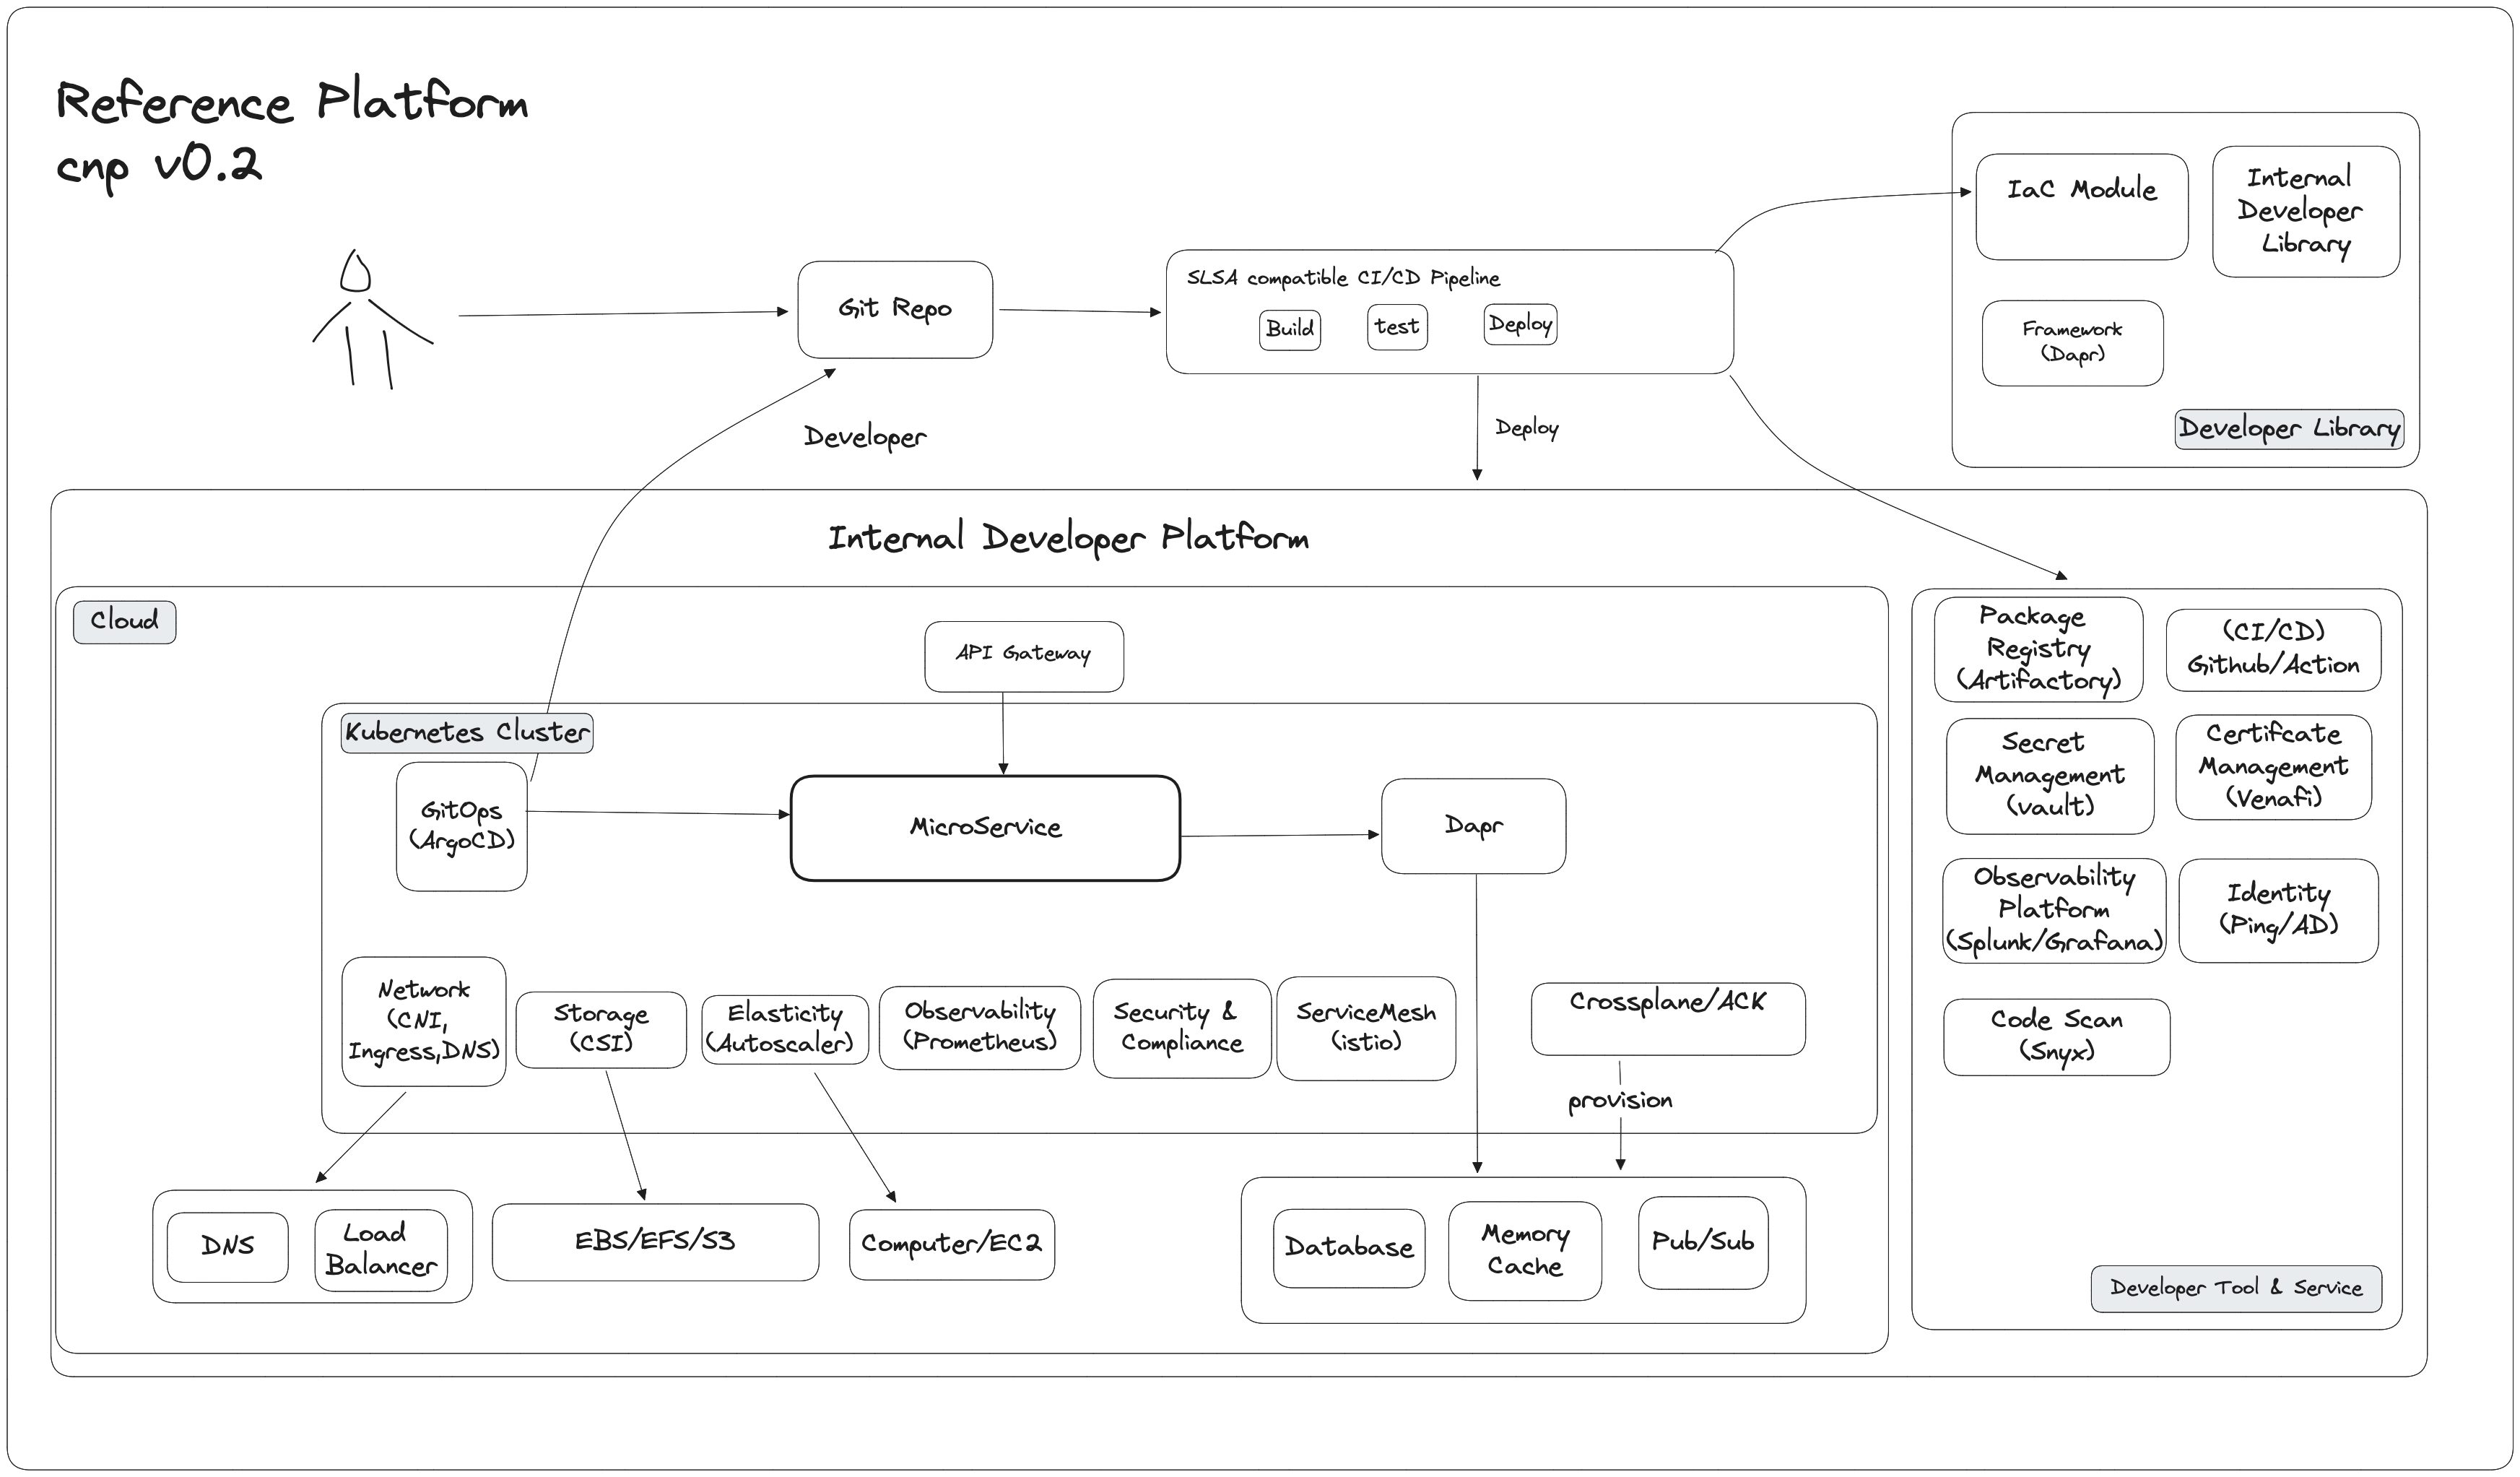 Reference Platform
cnp v0.2
IaC Module
Internal
Developer
Library
Framework
(Dapr)
Developer Library
Git Repo
SLSA compatible CI/CD Pipeline
Build
test
Deploy
Developer
Deploy
Internal Developer Platform
Cloud
API Gateway
Kubernetes Cluster
GitOps
(ArgoCD)
MicroService
Dapr
Network
(CNI,
Ingress,DNS)
Storage
(CSI)
Elasticity
(Autoscaler)
Observability
(Prometheus)
Security &
Compliance
ServiceMesh
(istio)
Crossplane/ACK
provision
DNS
Load
Balancer
EBS/EFS/S3
Computer/EC2
Database
Memory
Cache
Pub/Sub
Package
Registry
(Artifactory)
(CI/CD)
Github/Action
Secret
Management
(vault)
Certifcate
Management
(Venafi)
Observability
Platform
(Splunk/Grafana)
Identity
(Ping/AD)
Code Scan
(Snyx)
Developer Tool & Service